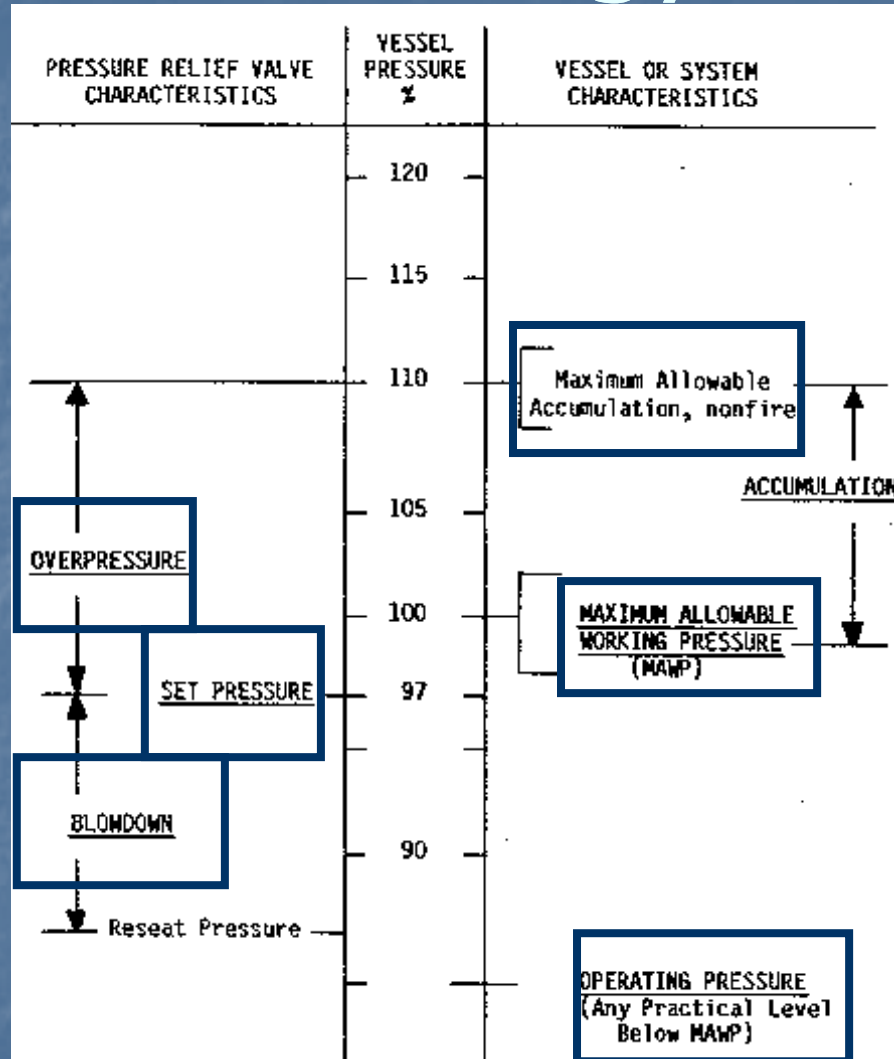 PRESSURE RELIEF VALVE
CHARACTERISTICS
VESSEL
PRESSURE
%
VESSEL OR SYSTEM
CHARACTERISTICS
120
115
110
Maximum Allowable
Accumulation, nonfire
ACCUMULATION
105
OVERPRESSURE
100
MAXIMUM ALLOWABLE
WORKING PRESSURE
(MAWP)
SET PRESSURE
97
BLOWDOWN
90
Reseat Pressure
OPERATING PRESSURE
(Any Practical Level
Below MAWP)